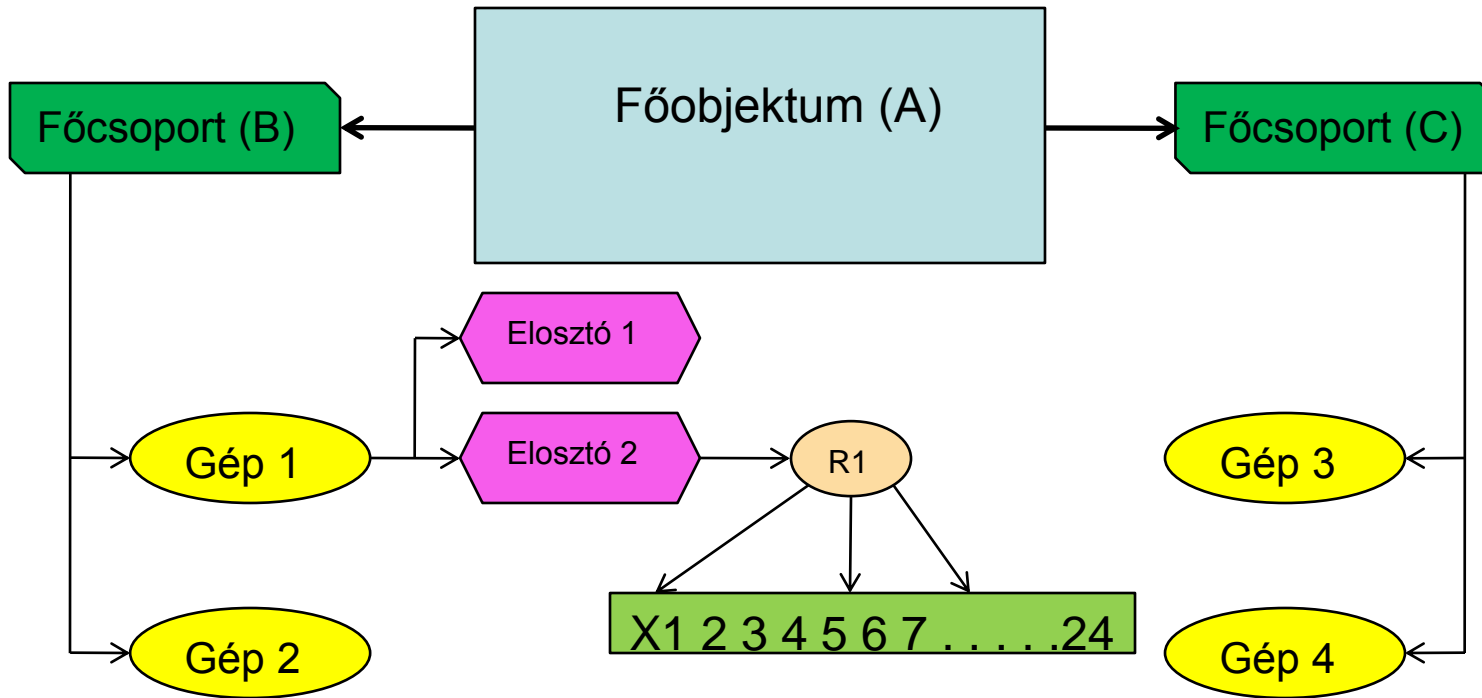 Főobjektum (A)
Főcsoport (B)
Főcsoport (C)
Elosztó 1
Gép 1
Elosztó 2
R1
Gép 3
X1 2 3 4 5 6 7 . . . . .24
Gép 2
Gép 4